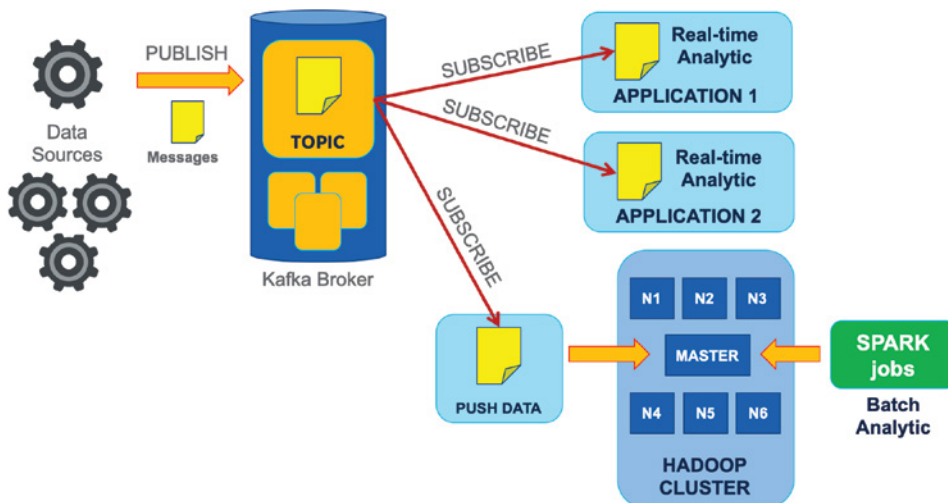 PUBLISH
Messages
Data
Sources
TOPIC
Kafka Broker
SUBSCRIBE
SUBSCRIBE
SUBSCRIBE
Real-time
Analytic
APPLICATION 1
Real-time
Analytic
APPLICATION 2
PUSH DATA
N1 N2 N3
MASTER
N4 N5 N6
HADOOP
CLUSTER
SPARK
jobs
Batch
Analytic